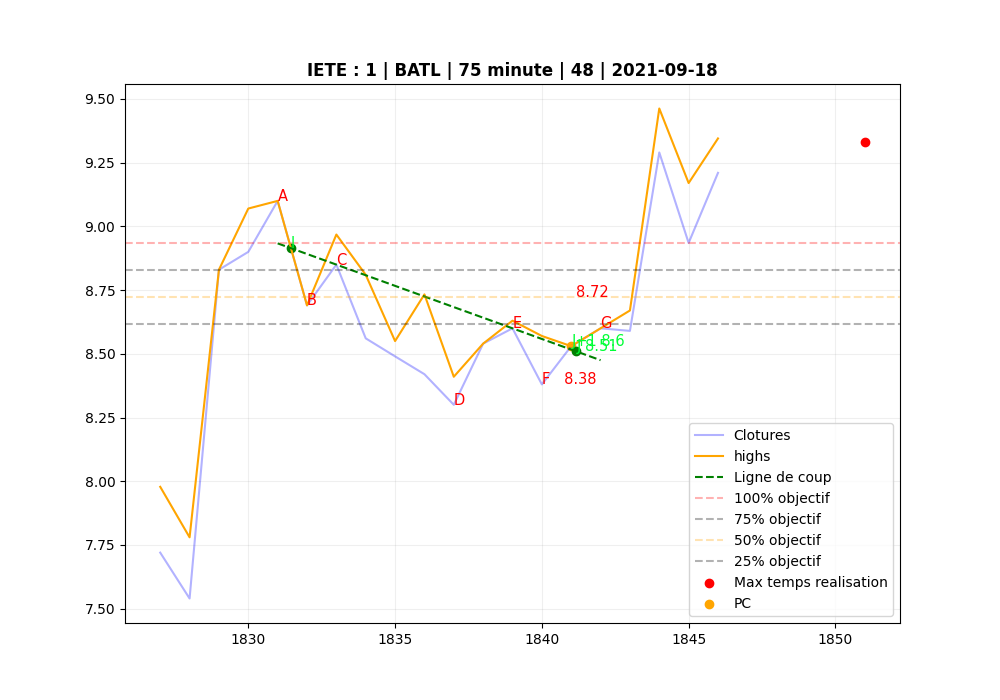 IETE : 1 | BATL | 75 minute | 48 | 2021-09-18
9.50
9.25
9.00
8.75
8.50
8.25
8.00
7.75
7.50
A
B
C
D
E
F
G
8.72
8.51
8.38
Clotures
highs
Ligne de coup
100% objectif
75% objectif
50% objectif
25% objectif
Max temps realisation
PC
1830
1835
1840
1845
1850